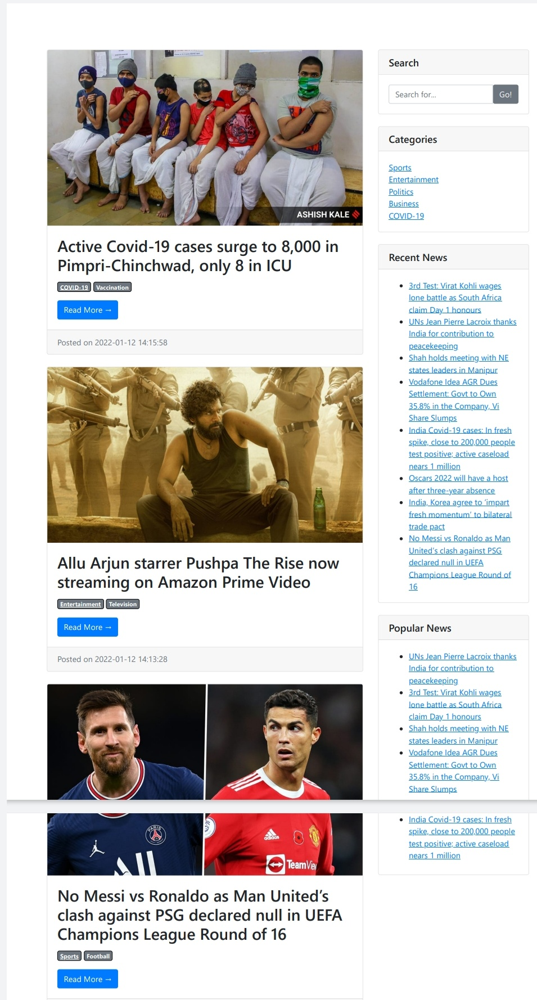 ASHISH KALE
Active Covid-19 cases surge to 8,000 in
Pimpri-Chinchwad, only 8 in ICU
COVID-19 Vaccination
Read More →
Posted on 2022-01-12 14:15:58
Allu Arjun starrer Pushpa The Rise now
streaming on Amazon Prime Video
Entertainment Television
Read More →
Posted on 2022-01-12 14:13:28
PARIS
adidas
TeamView
No Messi vs Ronaldo as Man United’s
clash against PSG declared null in UEFA
Champions League Round of 16
Sports Football
Read More →
Search
Search for... Go!
Categories
Sports
Entertainment
Politics
Business
COVID-19
Recent News
3rd Test: Virat Kohli wages
lone battle as South Africa
claim Day 1 honours
UNs Jean Pierre Lacroix thanks
India for contribution to
peacekeeping
Shah holds meeting with NE
states leaders in Manipur
Vodafone Idea AGR Dues
Settlement: Govt to Own
35.8% in the Company, Vi
Share Slumps
India Covid-19 cases: In fresh
spike, close to 200,000 people
test positive; active caseload
nears 1 million
Oscars 2022 will have a host
after three-year absence
India, Korea agree to ‘impart
fresh momentum’ to bilateral
trade pact
No Messi vs Ronaldo as Man
United’s clash against PSG
declared null in UEFA
Champions League Round of
16
Popular News
UNs Jean Pierre Lacroix thanks
India for contribution to
peacekeeping
3rd Test: Virat Kohli wages
lone battle as South Africa
claim Day 1 honours
Shah holds meeting with NE
states leaders in Manipur
Vodafone Idea AGR Dues
Settlement: Govt to Own
35.8% in the Company, Vi
Share Slumps
India Covid-19 cases: In fresh
spike, close to 200,000 people
test positive; active caseload
nears 1 million